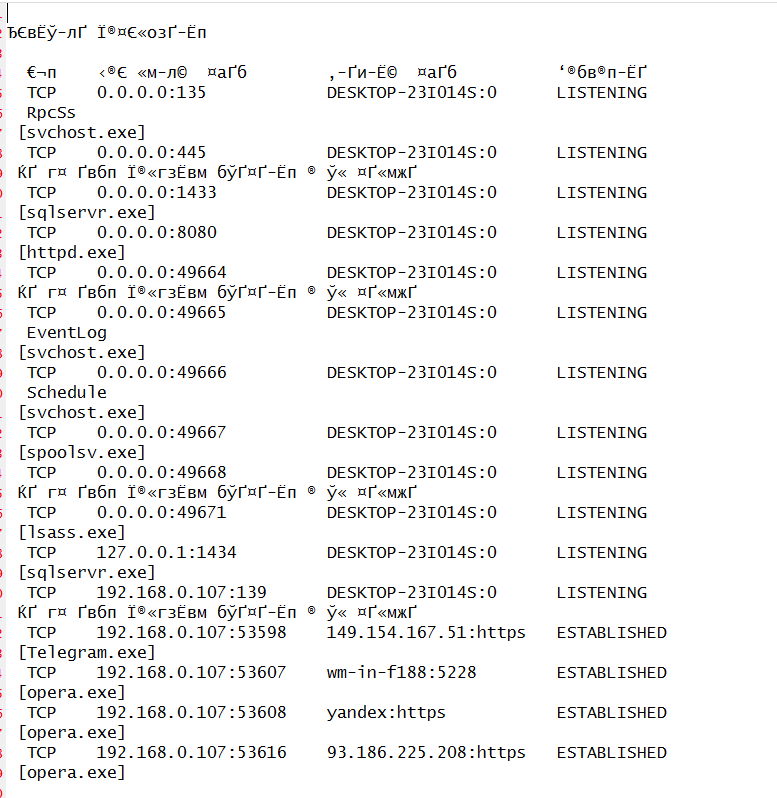 ЂЄвЁў-лҐ Ї®¤Є«озҐ-Ёп
€¬п ‹®Є «м-л© ¤аҐб ‚-Ґи-Ё© ¤аҐб ‘®бв®п-ЁҐ
TCP 0.0.0.0:135 DESKTOP-23I014S:0 LISTENING
RpcSs
[svchost.exe]
TCP 0.0.0.0:445 DESKTOP-23I014S:0 LISTENING
ЌҐ г¤ Ґвбп Ї®«гзЁвм бўҐ¤Ґ-Ёп ® ў« ¤Ґ«мжҐ
TCP 0.0.0.0:1433 DESKTOP-23I014S:0 LISTENING
[sqlservr.exe]
TCP 0.0.0.0:8080 DESKTOP-23I014S:0 LISTENING
[httpd.exe]
TCP 0.0.0.0:49664 DESKTOP-23I014S:0 LISTENING
ЌҐ г¤ Ґвбп Ї®«гзЁвм бўҐ¤Ґ-Ёп ® ў« ¤Ґ«мжҐ
TCP 0.0.0.0:49665 DESKTOP-23I014S:0 LISTENING
EventLog
[svchost.exe]
TCP 0.0.0.0:49666 DESKTOP-23I014S:0 LISTENING
Schedule
[svchost.exe]
TCP 0.0.0.0:49667 DESKTOP-23I014S:0 LISTENING
[spoolsv.exe]
TCP 0.0.0.0:49668 DESKTOP-23I014S:0 LISTENING
ЌҐ г¤ Ґвбп Ї®«гзЁвм бўҐ¤Ґ-Ёп ® ў« ¤Ґ«мжҐ
TCP 0.0.0.0:49671 DESKTOP-23I014S:0 LISTENING
[lsass.exe]
TCP 127.0.0.1:1434 DESKTOP-23I014S:0 LISTENING
[sqlservr.exe]
TCP 192.168.0.107:139 DESKTOP-23I014S:0 LISTENING
ЌҐ г¤ Ґвбп Ї®«гзЁвм бўҐ¤Ґ-Ёп ® ў« ¤Ґ«мжҐ
TCP 192.168.0.107:53598 149.154.167.51:https ESTABLISHED
[Telegram.exe]
TCP 192.168.0.107:53607 wm-in-f188:5228 ESTABLISHED
[opera.exe]
TCP 192.168.0.107:53608 yandex:https ESTABLISHED
[opera.exe]
TCP 192.168.0.107:53616 93.186.225.208:https ESTABLISHED
[opera.exe]